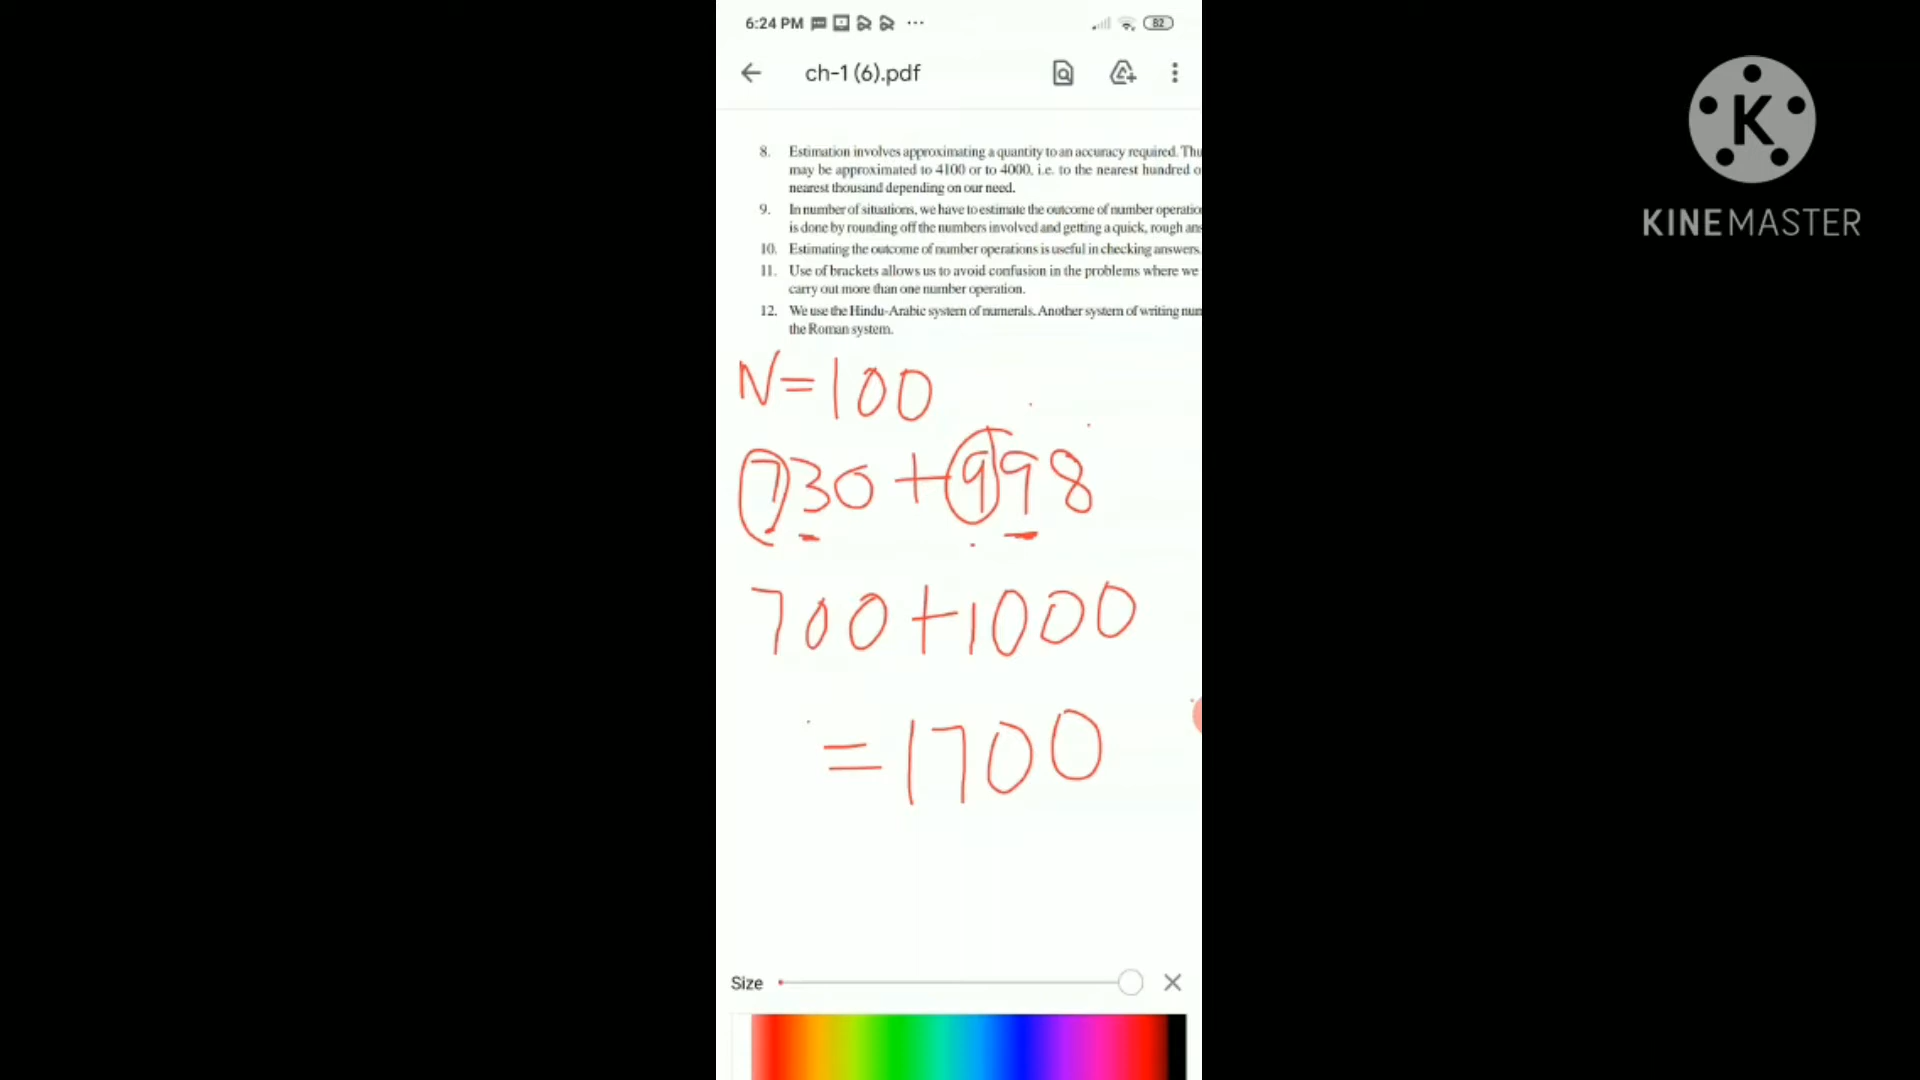 6:24 PM
82
ch-1 (6).pdf
8. Estimation involves approximating a quantity to an accuracy required. Thu
may be approximated to 4100 or to 4000, i.e. to the nearest hundred o
nearest thousand depending on our need.
9. In number of situations, we have to estimate the outcome of number operatio
is done by rounding off the numbers involved and getting a quick, rough ans
10. Estimating the outcome of number operations is useful in checking answers.
11. Use of brackets allows us to avoid confusion in the problems where we
carry out more than one number operation.
12. We use the Hindu-Arabic system of numerals. Another system of writing num
the Roman system.
N=100
730+998
700+1000
=1700
Size
K
KINEMASTER